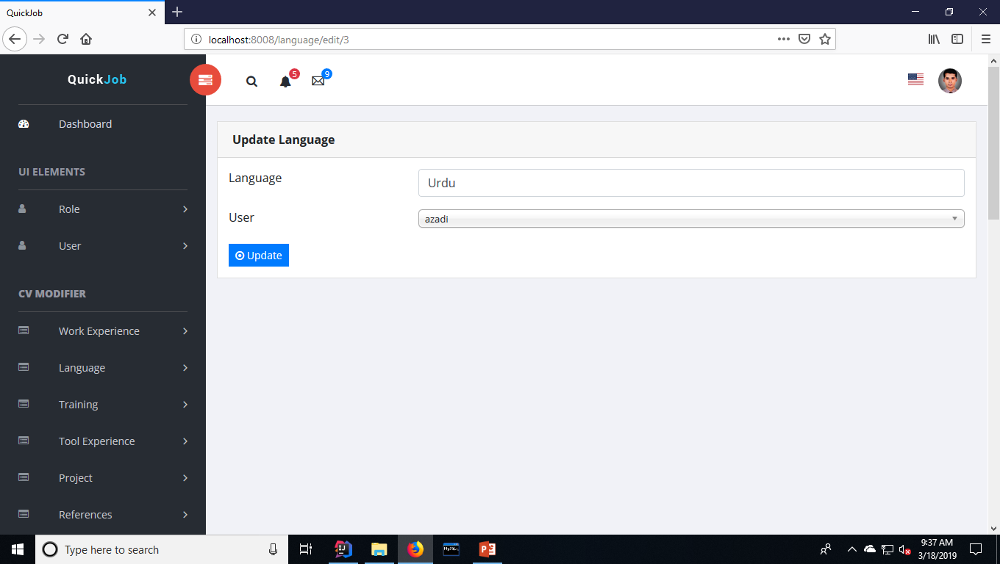 QuickJob
localhost:8008/language/edit/3
QuickJob
5
9
Dashboard
UI ELEMENTS
Role
User
CV MODIFIER
Work Experience
Language
Training
Tool Experience
Project
References
Update Language
Language
Urdu
User
azadi
Update
Type here to search
IJ
MySQL
P
9:37 AM
3/18/2019